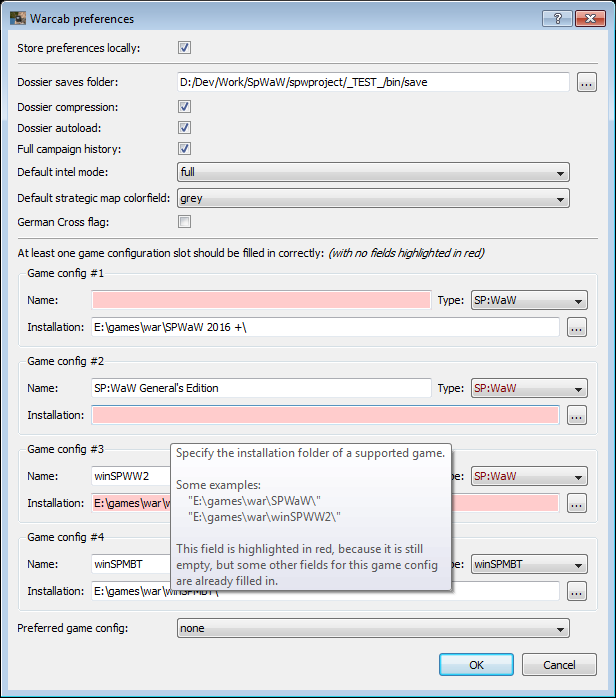 Warcab preferences
Store preferences locally:
Dossier saves folder: D:/Dev/Work/SpWaW/spwproject/_TEST_/bin/save ...
Dossier compression:
Dossier autoload:
Full campaign history:
Default intel mode: full
Default strategic map colorfield: grey
German Cross flag:
At least one game configuration slot should be filled in correctly: (with no fields highlighted in red)
Game config #1
Name: Type: SP:WaW
Installation: E:\games\war\SPWaW 2016 +\ ...
Game config #2
Name: SP:WaW General's Edition Type: SP:WaW
Installation: ...
Game config #3
Name: winSPWW2 SP:WaW
Installation: E:\games\war\w ...
Game config #4
Name: winSPMBT winSPMBT
Installation: E:\games\war\winSPMBT\ ...
Specify the installation folder of a supported game.
Some examples:
"E:\games\war\SPWaW\"
"E:\games\war\winSPWW2\"
This field is highlighted in red, because it is still
empty, but some other fields for this game config
are already filled in.
Preferred game config: none
OK Cancel